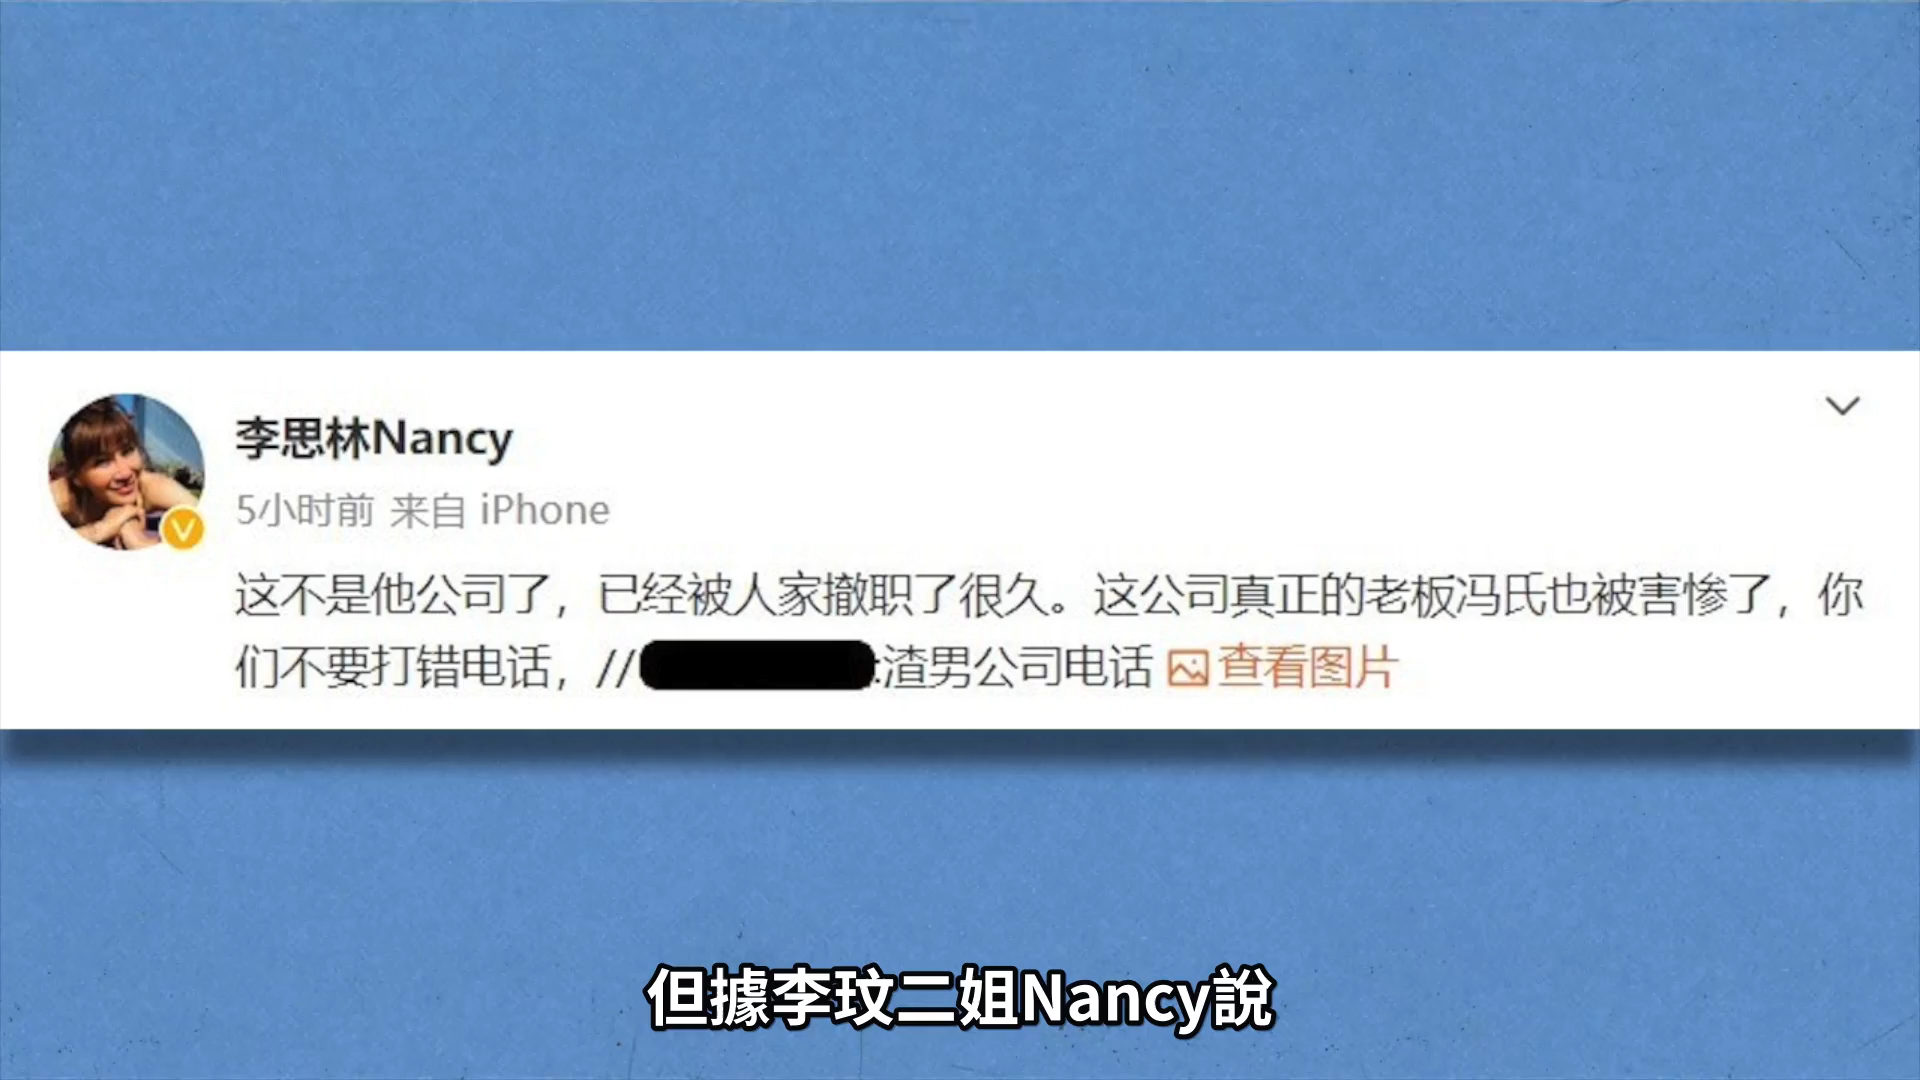 李思林Nancy
5小时前 来自 iPhone
这不是他公司了，已经被人家撤职了很久。这公司真正的老板冯氏也被害惨了，你
们不要打错电话，//:渣男公司电话 查看图片
但據李玟二姐Nancy說